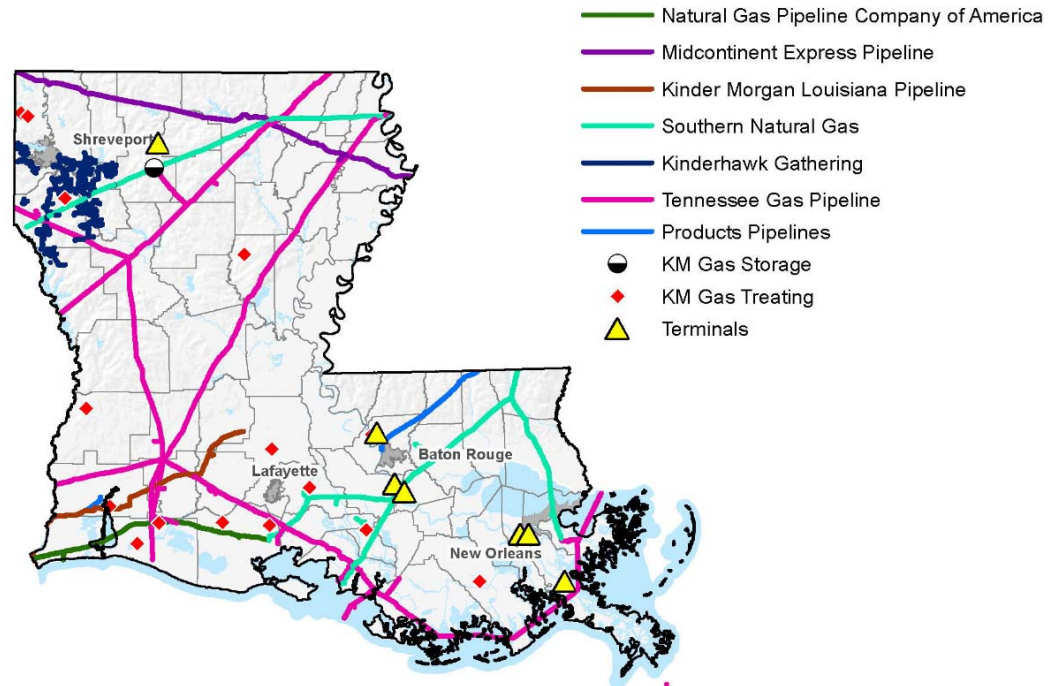 Natural Gas Pipeline Company of America
Midcontinent Express Pipeline
Kinder Morgan Louisiana Pipeline
Southern Natural Gas
Kinderhawk Gathering
Tennessee Gas Pipeline
Products Pipelines
KM Gas Storage
KM Gas Treating
Terminals
Shreveport
Baton Rouge
Lafayette
New Orleans